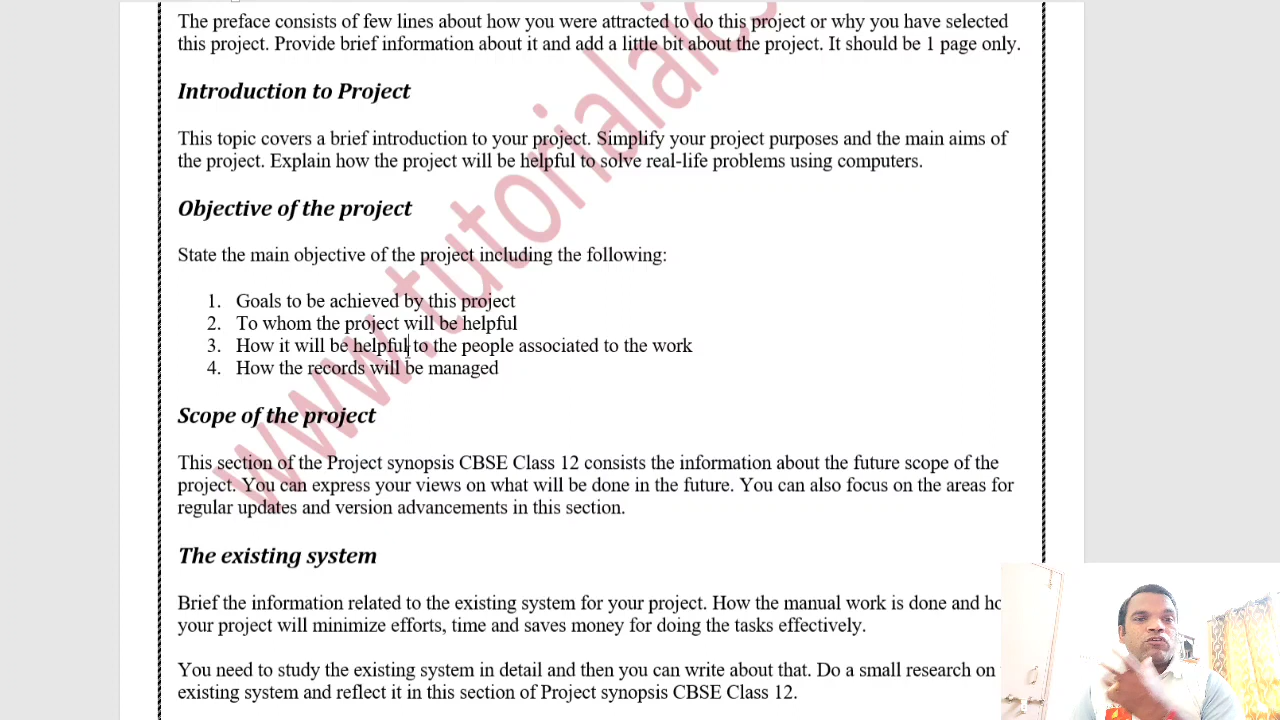 The preface consists of few lines about how you were attracted to do this project or why you have selected
this project. Provide brief information about it and add a little bit about the project. It should be 1 page only.
Introduction to Project
This topic covers a brief introduction to your project. Simplify your project purposes and the main aims of
the project. Explain how the project will be helpful to solve real-life problems using computers.
Objective of the project
State the main objective of the project including the following:
1. Goals to be achieved by this project
2. To whom the project will be helpful
3. How it will be helpful to the people associated to the work
4. How the records will be managed
Scope of the project
This section of the Project synopsis CBSE Class 12 consists the information about the future scope of the
project. You can express your views on what will be done in the future. You can also focus on the areas for
regular updates and version advancements in this section.
The existing system
Brief the information related to the existing system for your project. How the manual work is done and
your project will minimize efforts, time and saves money for doing the tasks effectively.
You need to study the existing system in detail and then you can write about that. Do a small research on
existing system and reflect it in this section of Project synopsis CBSE Class 12.